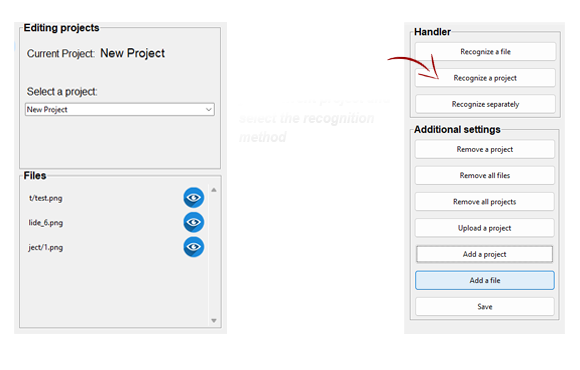 Editing projects
Current Project: New Project
Select a project:
New Project
Files
t/test.png
lide_6.png
ject/1.png
select the recognition
method
Handler
Recognize a file
Recognize a project
Recognize separately
Additional settings
Remove a project
Remove all files
Remove all projects
Upload a project
Add a project
Add a file
Save